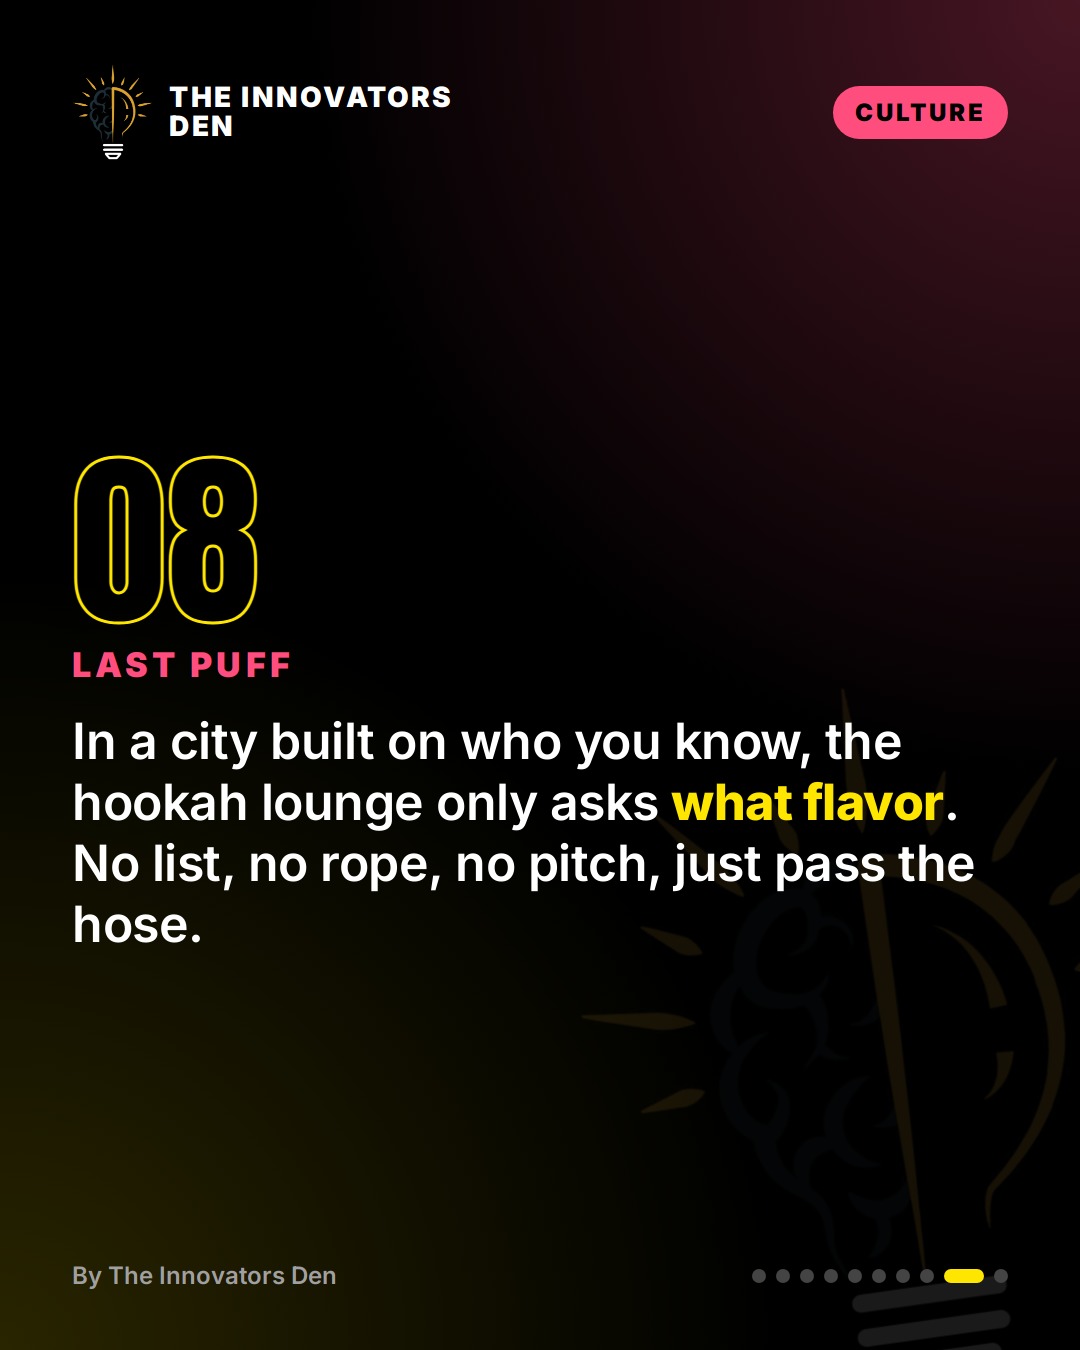 THE INNOVATORS
DEN
CULTURE
08
LAST PUFF
In a city built on who you know, the
hookah lounge only asks what flavor.
No list, no rope, no pitch, just pass the
hose.
By The Innovators Den